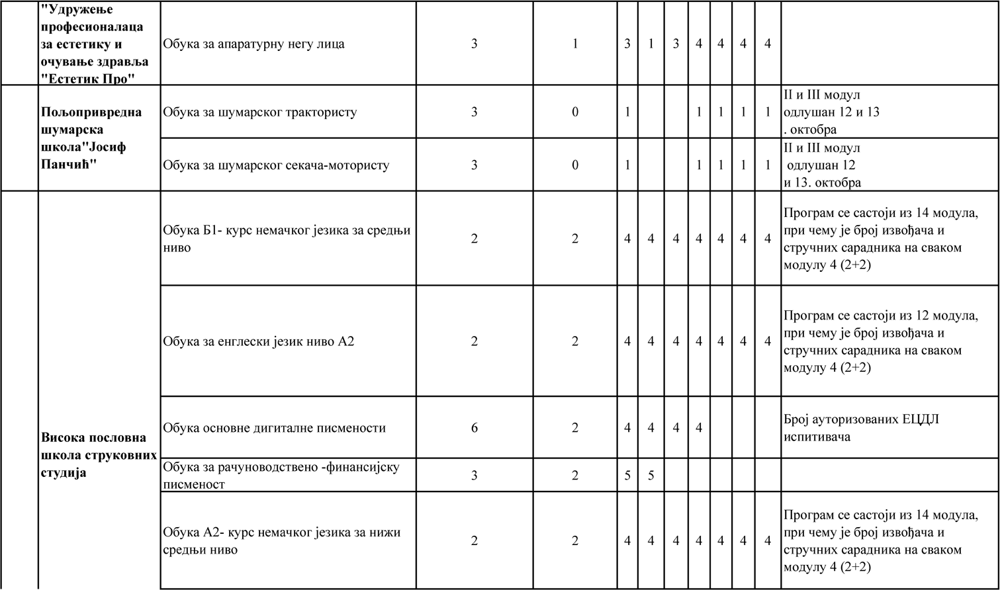 "Удружење
професионалаца
за естетику и
очување здравља
"Естетик Про"
Обука за апаратурну негу лица
3
1
3 1 3 4 4 4 4
Пољопривредна
шумарска
школа"Јосиф
Панчић"
Обука за шумарског трактористу
3
0
1 1 1 1 1
II и III модул
одлушан 12 и 13
. октобра
Обука за шумарског секача-мотористу
3
0
1 1 1 1 1
II и III модул
одлушан 12
и 13. октобра
Висока пословна
школа струковних
студија
Обука Б1- курс немачког језика за средњи
ниво
2
2
4 4 4 4 4 4 4
Програм се састоји из 14 модула,
при чему је број извођача и
стручних сарадника на сваком
модулу 4 (2+2)
Обука за енглески језик ниво А2
2
2
4 4 4 4 4 4 4
Програм се састоји из 12 модула,
при чему је број извођача и
стручних сарадника на сваком
модулу 4 (2+2)
Обука основне дигиталне писмености
6
2
4 4 4 4
Број ауторизованих ЕЦДЛ
испитивача
Обука за рачуноводствено -финансијску
писменост
3
2
5 5
Обука А2- курс немачког језика за нижи
средњи ниво
2
2
4 4 4 4 4 4 4
Програм се састоји из 14 модула,
при чему је број извођача и
стручних сарадника на сваком
модулу 4 (2+2)